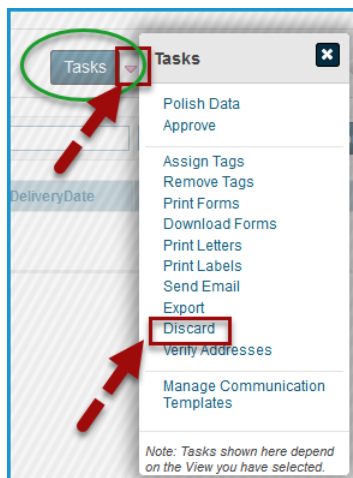 Tasks
Tasks
Polish Data
Approve
Assign Tags
Remove Tags
Print Forms
Download Forms
Print Letters
Print Labels
Send Email
Export
Discard
Verify Addresses
Manage Communication
Templates
DeliveryDate
Note: Tasks shown here depend
on the View you have selected.